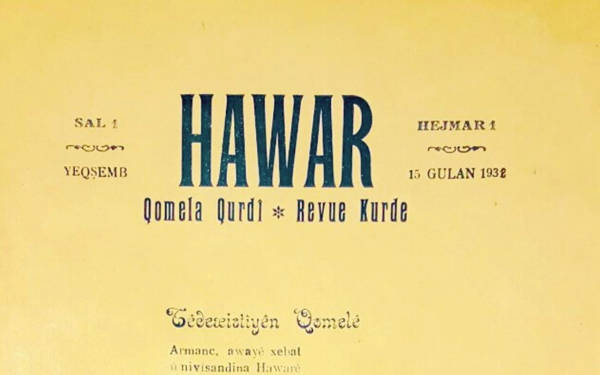 SAL 1
HAWAR
HEJMAR 1
YEQŞEMB
15 GULAN 1932
Qomela Qurdî * Revue Kurde
Qomelê
Armanc, awayê xebat
û nivîsandina Hawarê